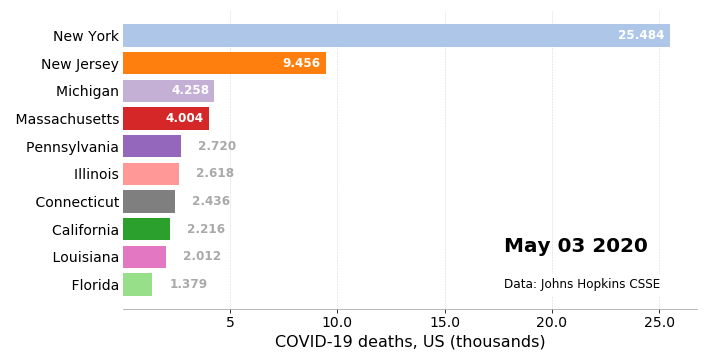 New York 25.484
New Jersey 9.456
Michigan 4.258
Massachusetts 4.004
Pennsylvania 2.720
Illinois 2.618
Connecticut 2.436
California 2.216
Louisiana 2.012
Florida 1.379
May 03 2020
Data: Johns Hopkins CSSE
5 10.0 15.0 20.0 25.0
COVID-19 deaths, US (thousands)